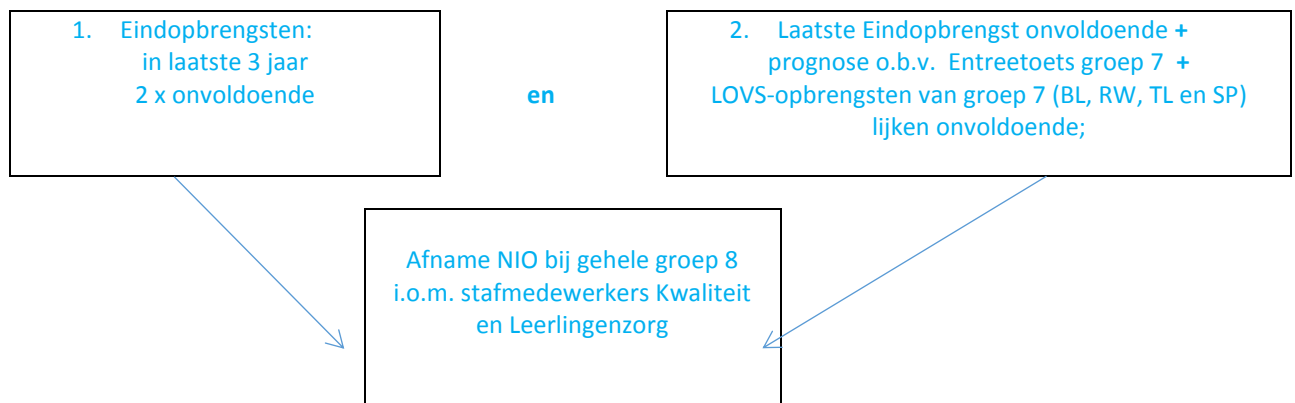 1. Eindopbrengsten:
in laatste 3 jaar
2 x onvoldoende
en
2. Laatste Eindopbrengst onvoldoende +
prognose o.b.v. Entreetoets groep 7 +
LOVS-opbrengsten van groep 7 (BL, RW, TL en SP)
lijken onvoldoende;
Afname NIO bij gehele groep 8
i.o.m. stafmedewerkers Kwaliteit
en Leerlingenzorg